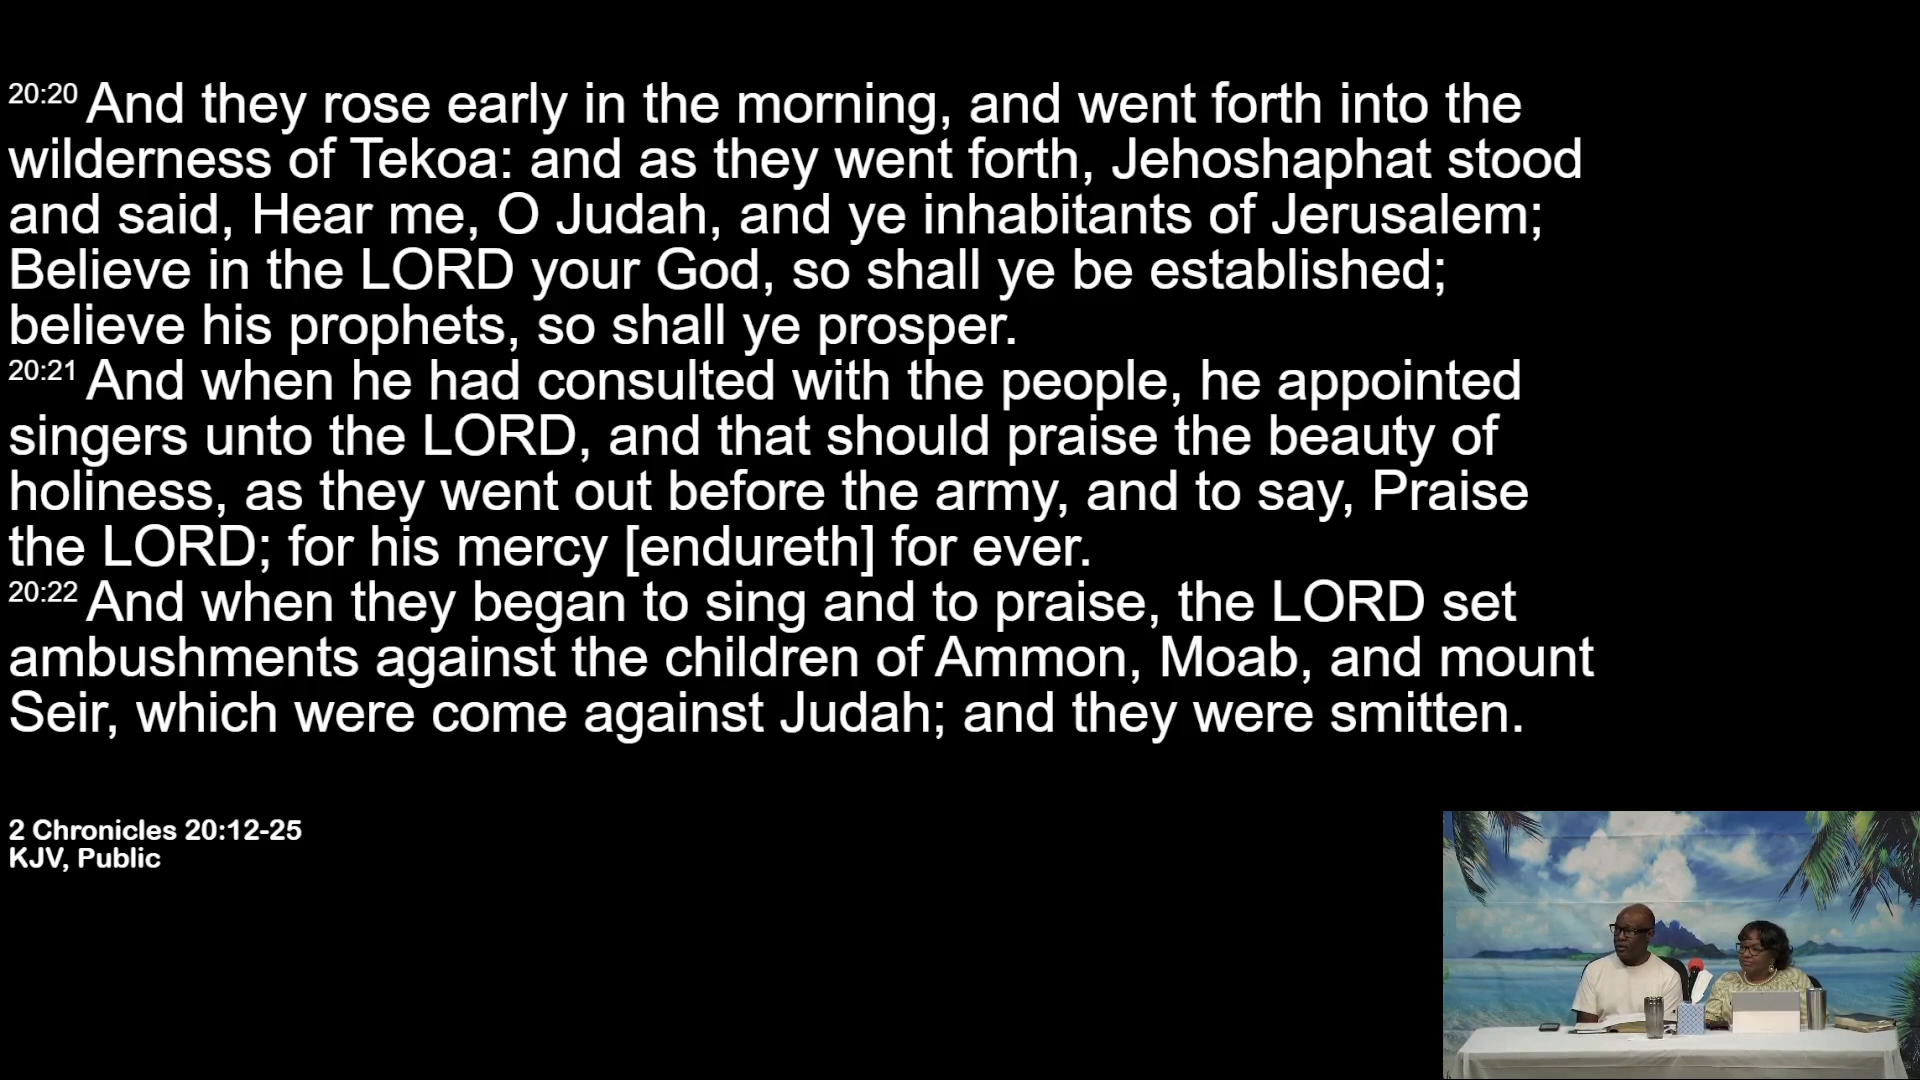 20:20 And they rose early in the morning, and went forth into the
wilderness of Tekoa: and as they went forth, Jehoshaphat stood
and said, Hear me, O Judah, and ye inhabitants of Jerusalem;
Believe in the LORD your God, so shall ye be established;
believe his prophets, so shall ye prosper.
20:21 And when he had consulted with the people, he appointed
singers unto the LORD, and that should praise the beauty of
holiness, as they went out before the army, and to say, Praise
the LORD; for his mercy [endureth] for ever.
20:22 And when they began to sing and to praise, the LORD set
ambushments against the children of Ammon, Moab, and mount
Seir, which were come against Judah; and they were smitten.
2 Chronicles 20:12-25
KJV, Public